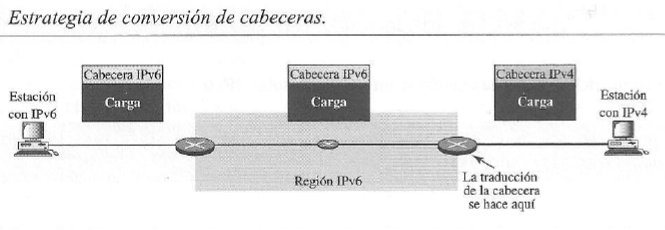 Estrategia de conversión de cabeceras.
Cabecera IPv6
Carga
Cabecera IPv6
Carga
Cabecera IPv4
Carga
Estación
con IPv6
Estación
con IPv4
Región IPv6
La traducción
de la cabecera
se hace aquí